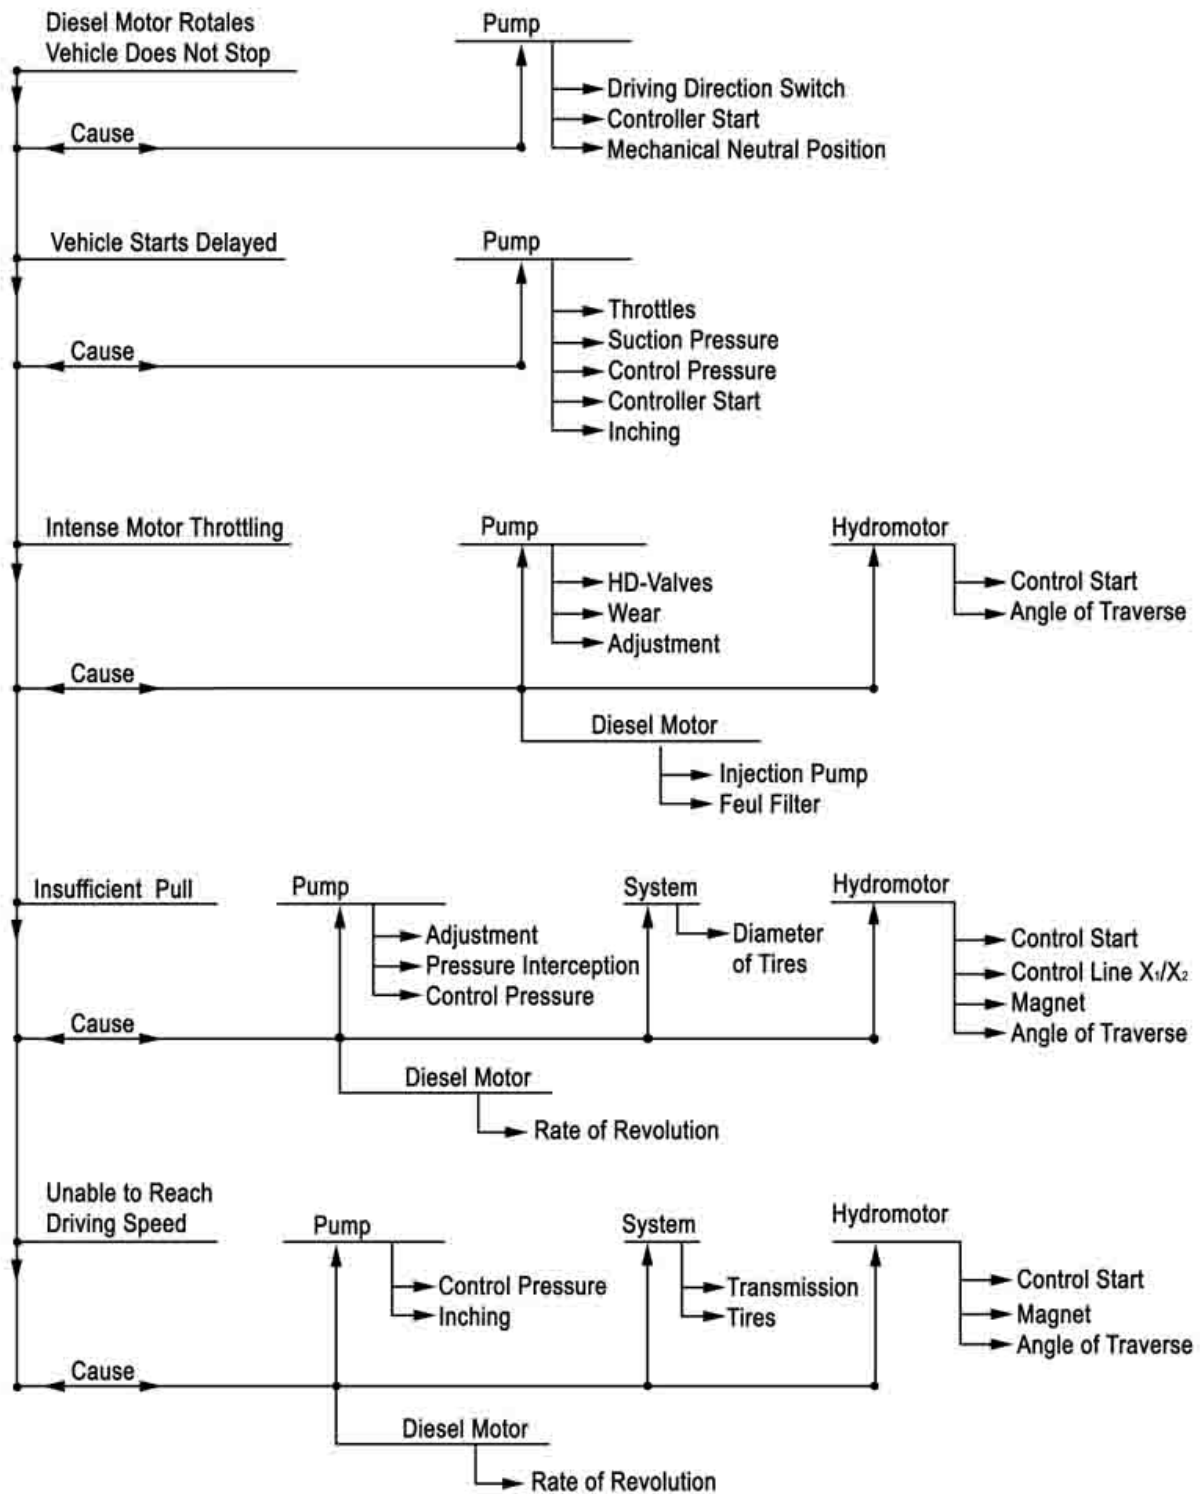 Diesel Motor Rotales
Vehicle Does Not Stop
Pump
Driving Direction Switch
Controller Start
Mechanical Neutral Position
Cause
Vehicle Starts Delayed
Pump
Throttles
Suction Pressure
Control Pressure
Controller Start
Inching
Cause
Intense Motor Throttling
Pump
HD-Valves
Wear
Adjustment
Hydromotor
Control Start
Angle of Traverse
Cause
Diesel Motor
Injection Pump
Feul Filter
Insufficient Pull
Pump
Adjustment
Pressure Interception
Control Pressure
System
Diameter
of Tires
Hydromotor
Control Start
Control Line X₁/X₂
Magnet
Angle of Traverse
Cause
Diesel Motor
Rate of Revolution
Unable to Reach
Driving Speed
Pump
Control Pressure
Inching
System
Transmission
Tires
Hydromotor
Control Start
Magnet
Angle of Traverse
Cause
Diesel Motor
Rate of Revolution